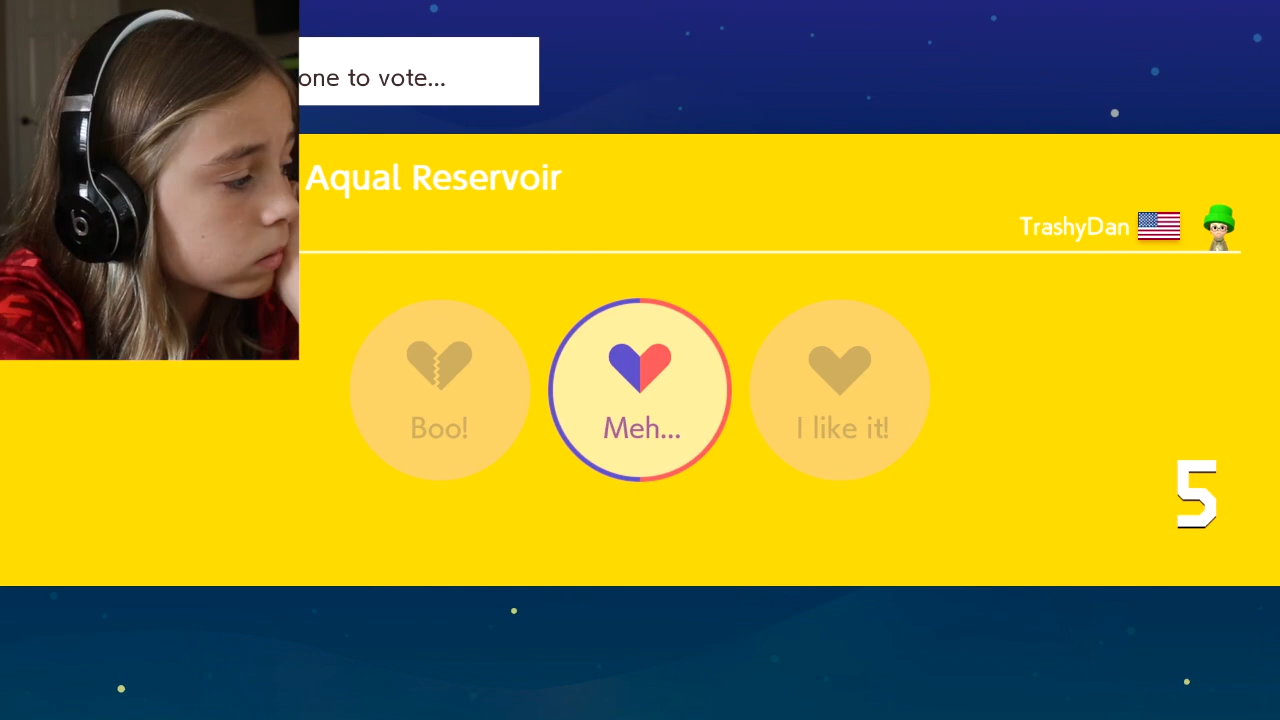 one to vote...
Aqual Reservoir
TrashyDan
Boo!
Meh...
I like it!
5